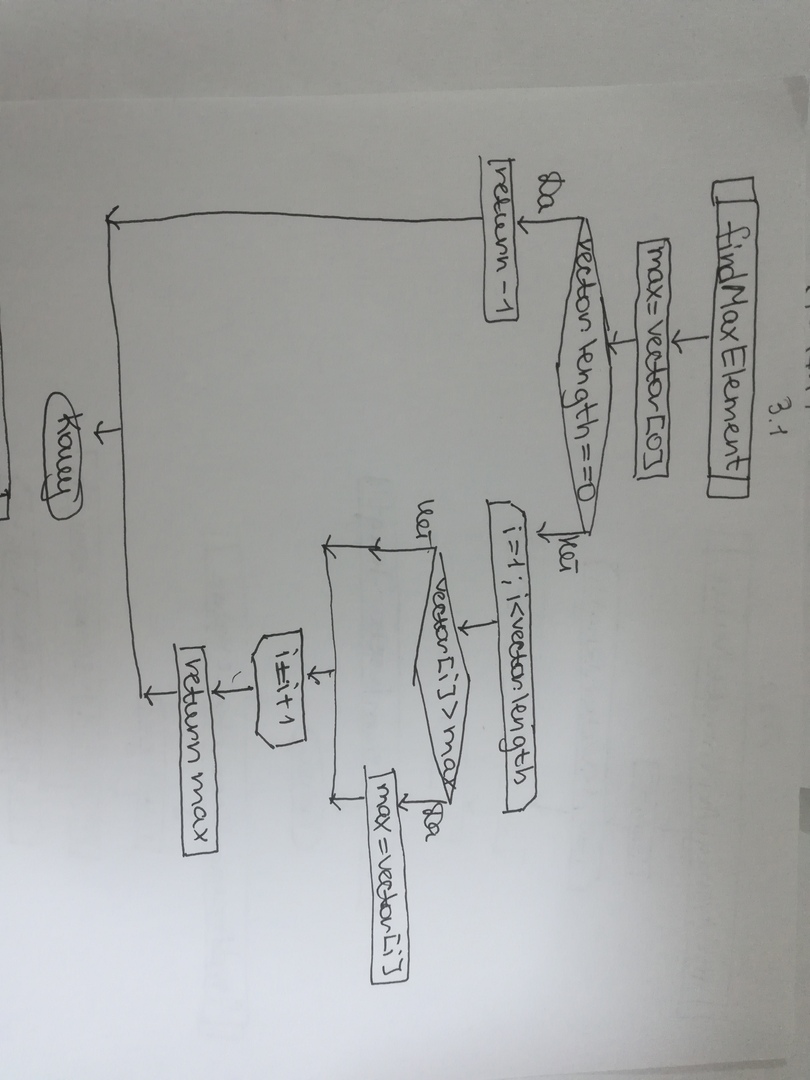 3.1
findMaxElement
max=vector[0]
vector.length==0
Да
нет
return -1
i=1; i<vector.length
vector[i]>max
нет
Да
max=vector[i]
i=i+1
return max
Конец